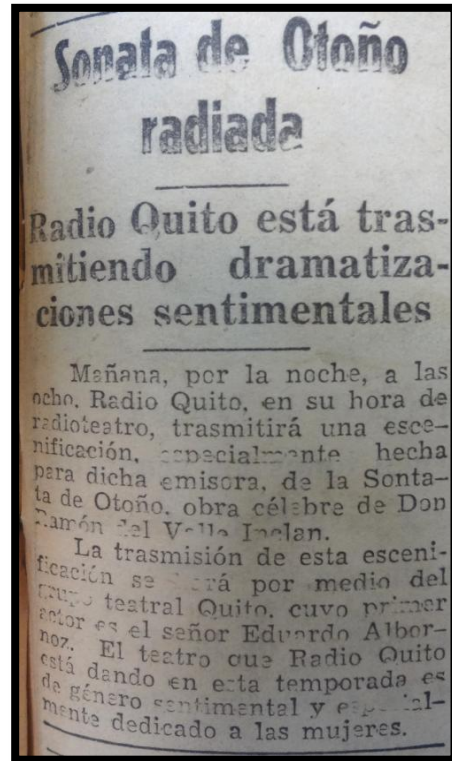 Sonata de Otoño
radiada
Radio Quito está tras-
mitiendo dramatiza-
ciones sentimentales
Mañana, por la noche, a las
ocho, Radio Quito, en su hora de
radioteatro, trasmitirá una esce-
nificación, especialmente hecha
para dicha emisora, de la Sonta-
ta de Otoño, obra célebre de Don
Ramón del Valle Inclan.
La trasmisión de esta esceni-
ficación se hará por medio del
grupo teatral Quito, cuyo primer
actor es el señor Eduardo Albor-
noz. El teatro que Radio Quito
está dando en esta temporada es
de género sentimental y especial-
mente dedicado a las mujeres.